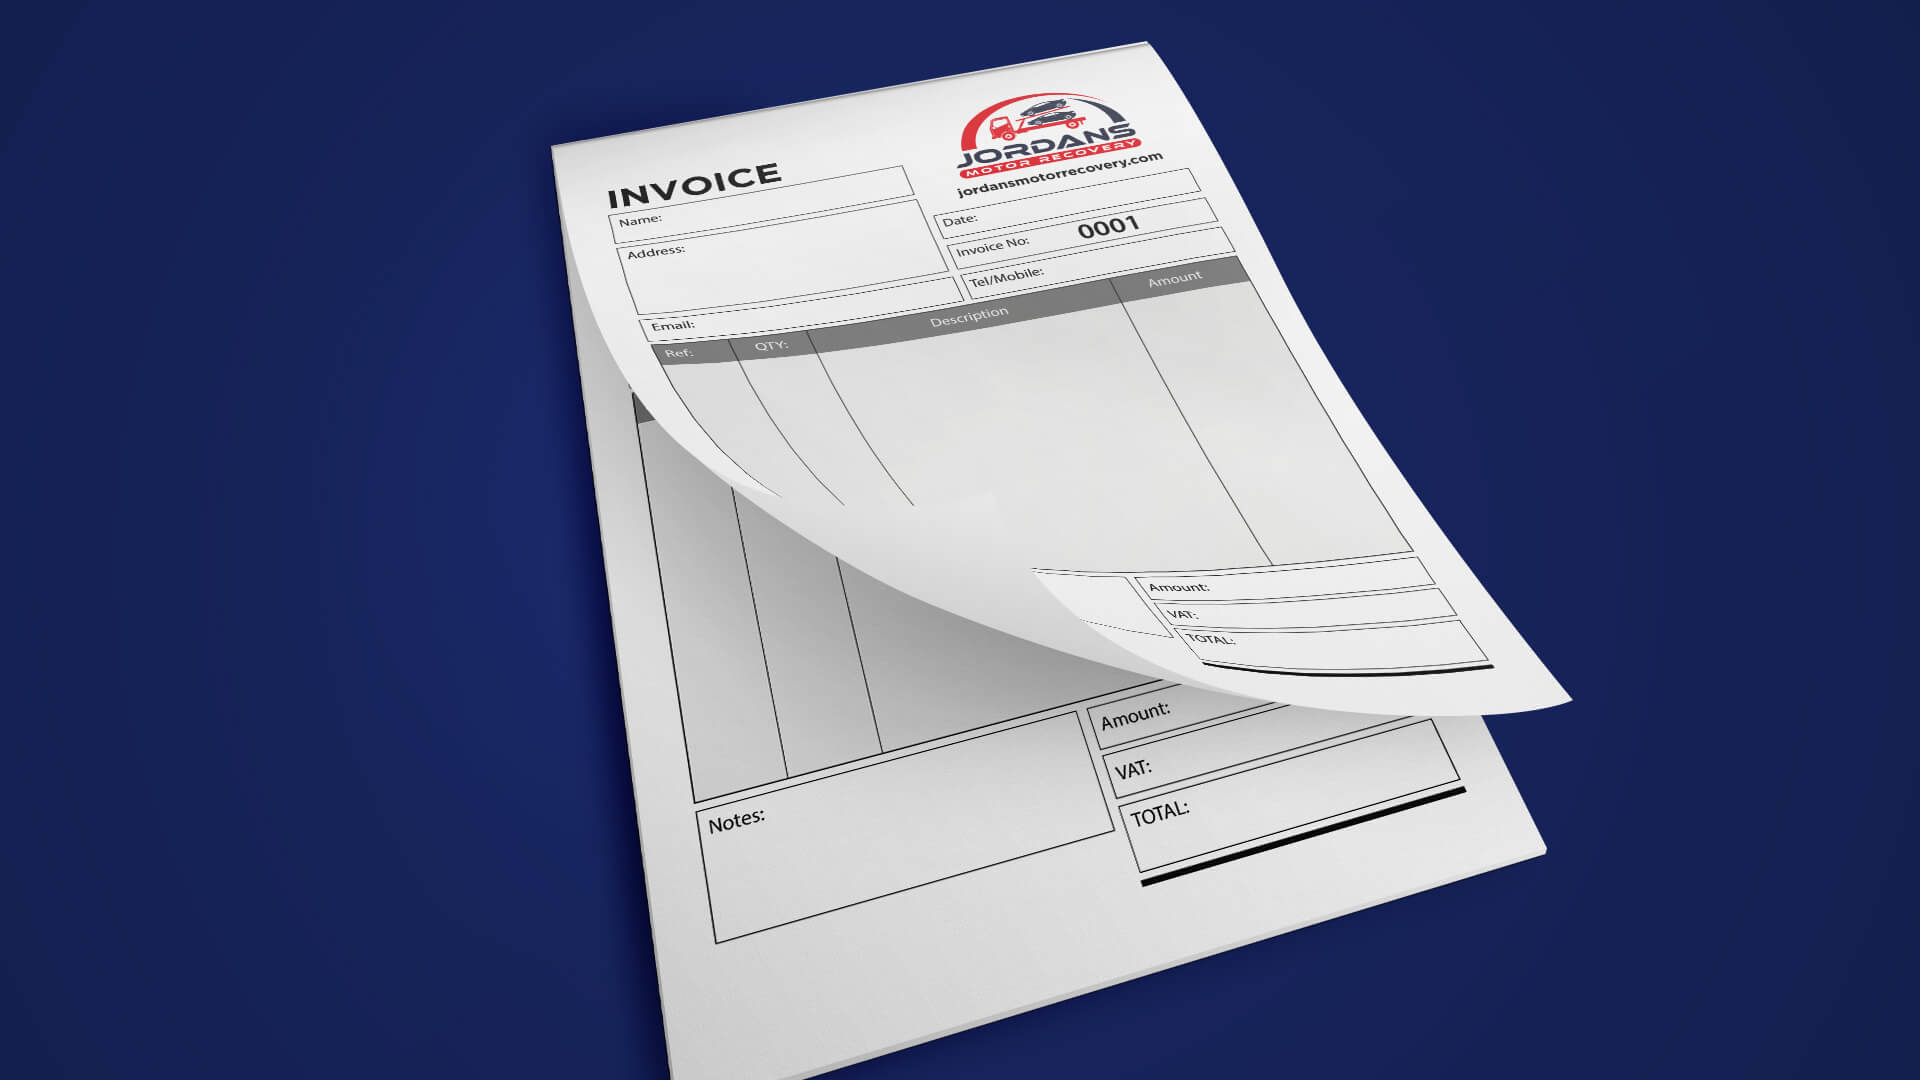 INVOICE
JORDANS
MOTOR RECOVERY
jordansmotorrecovery.com
Name:
Date:
Address:
Invoice No: 0001
Tel/Mobile:
Email:
Ref: QTY: Description Amount
Amount:
VAT:
TOTAL:
Amount:
Notes:
VAT:
TOTAL: